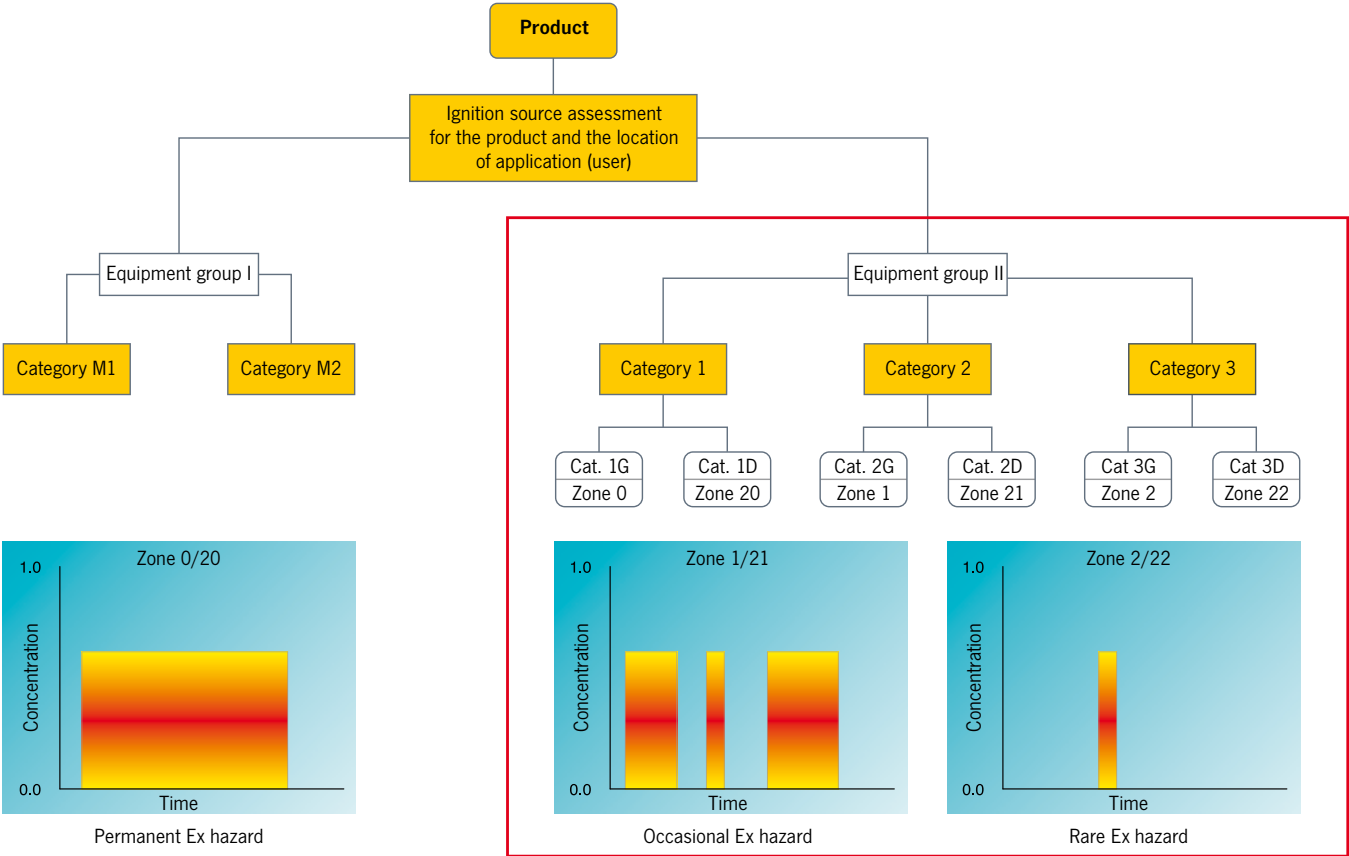 Product
Ignition source assessment
for the product and the location
of application (user)
Equipment group I
Equipment group II
Category M1
Category M2
Category 1
Category 2
Category 3
Cat. 1G
Zone 0
Cat. 1D
Zone 20
Cat. 2G
Zone 1
Cat. 2D
Zone 21
Cat 3G
Zone 2
Cat 3D
Zone 22
Zone 0/20
1.0
Concentration
0.0
Time
Permanent Ex hazard
Zone 1/21
1.0
Concentration
0.0
Time
Occasional Ex hazard
Zone 2/22
1.0
Concentration
0.0
Time
Rare Ex hazard